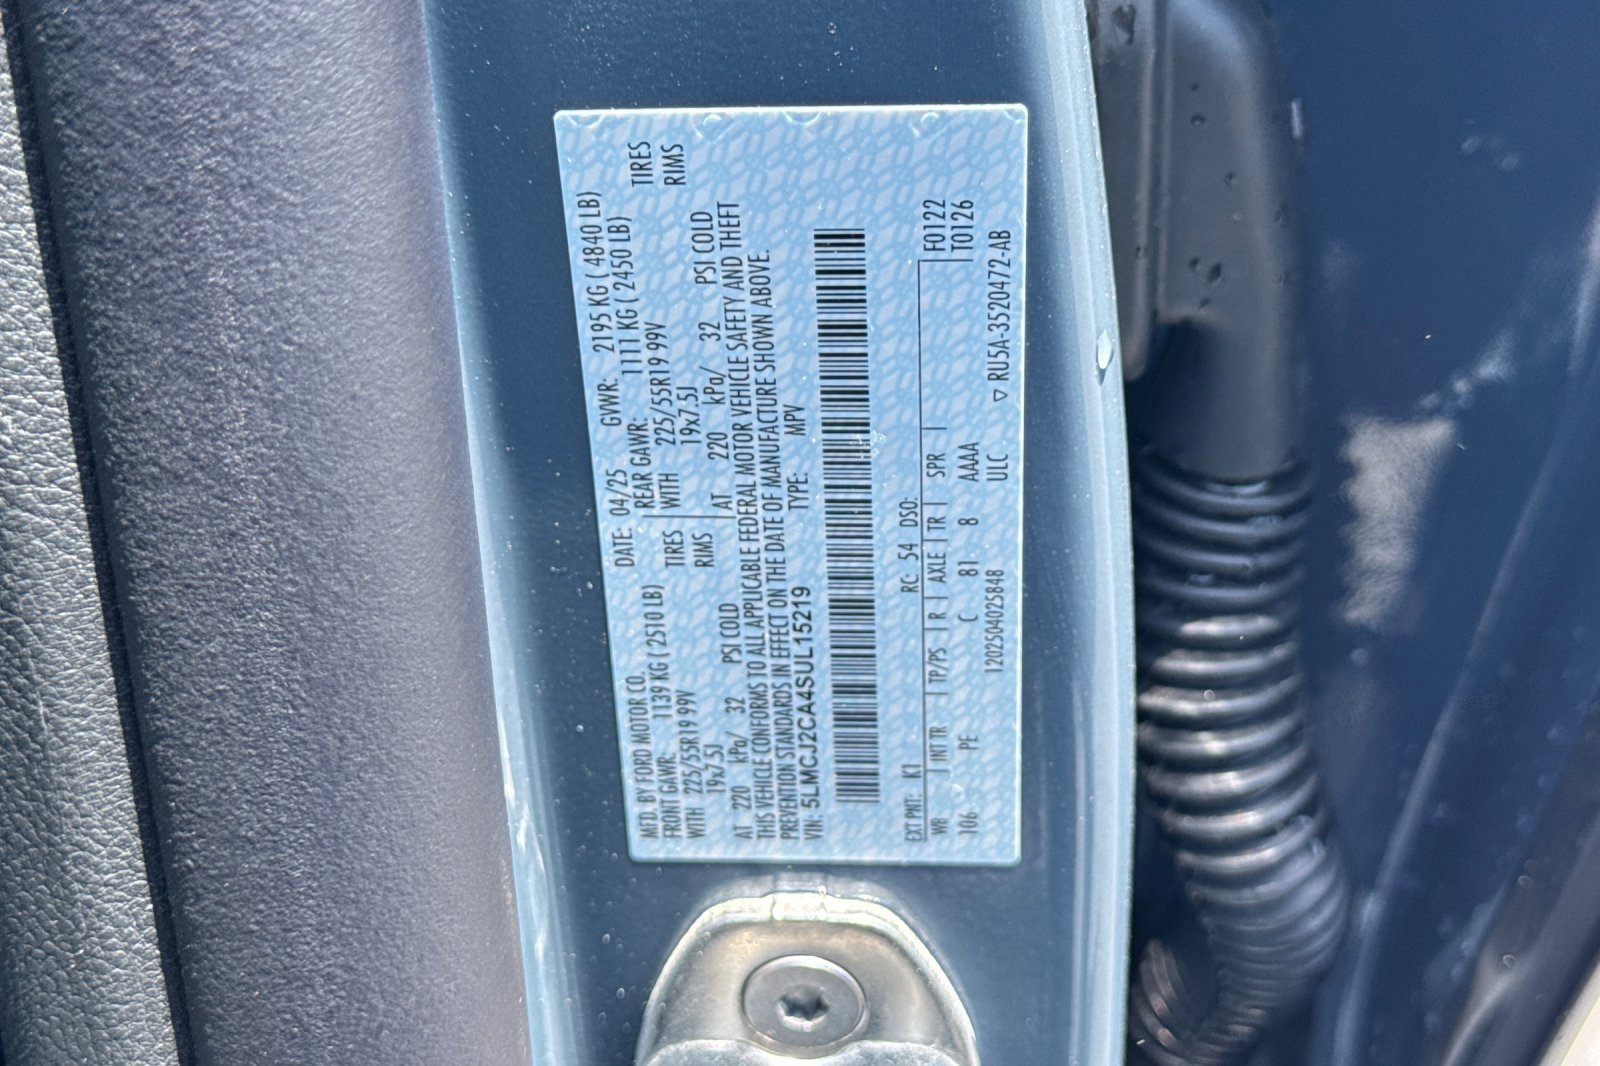 MFD. BY FORD MOTOR CO. DATE: 04/25 GVWR: 2195 KG ( 4840 LB)
FRONT GAWR: 1139 KG ( 2510 LB) REAR GAWR: 1111 KG ( 2450 LB)
WITH 225/55R19 99V TIRES WITH 225/55R19 99V TIRES
19x7.5J RIMS 19x7.5J RIMS
AT 220 kPa/ 32 PSI COLD AT 220 kPa/ 32 PSI COLD
THIS VEHICLE CONFORMS TO ALL APPLICABLE FEDERAL MOTOR VEHICLE SAFETY AND THEFT
PREVENTION STANDARDS IN EFFECT ON THE DATE OF MANUFACTURE SHOWN ABOVE.
VIN: 5LMCJ2CA4SUL15219 TYPE: MPV
EXT PNT: K1 RC: 54 DSO: F0122
WB INT TR TP/PS R AXLE TR SPR T0126
106 PE C 81 8 AAAA
120250402584​8 ULC ▽ RU5A-3520472-AB